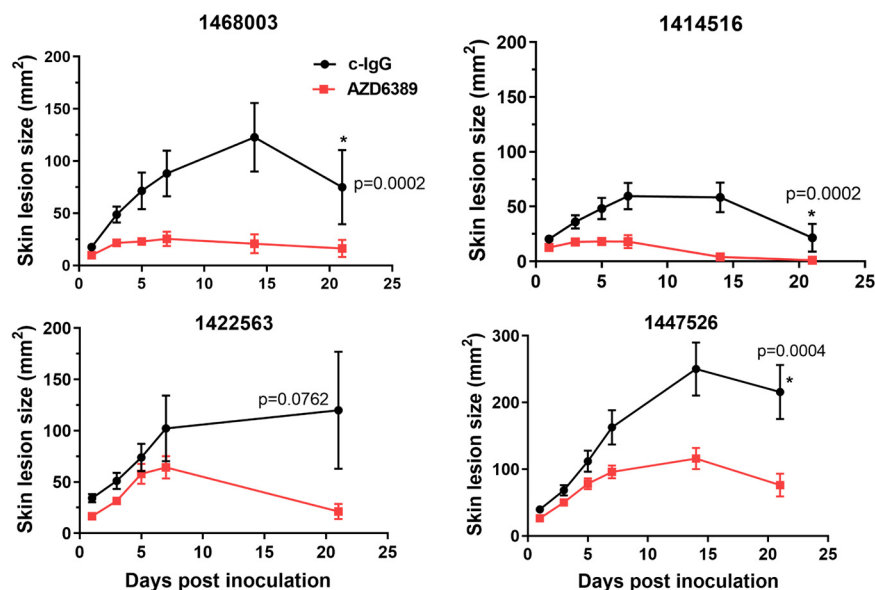 1468003
Skin lesion size (mm²)
200
150
100
50
25
0
0 5 10 15 20 25
c-IgG
AZD6389
*
p=0.0002
1414516
Skin lesion size (mm²)
200
150
100
50
0
0 5 10 15 20 25
p=0.0002
*
1422563
Skin lesion size (mm²)
200
150
100
50
0
0 5 10 15 20 25
p=0.0762
Days post inoculation
1447526
Skin lesion size (mm²)
300
200
100
0
0 5 10 15 20 25
p=0.0004
*
Days post inoculation